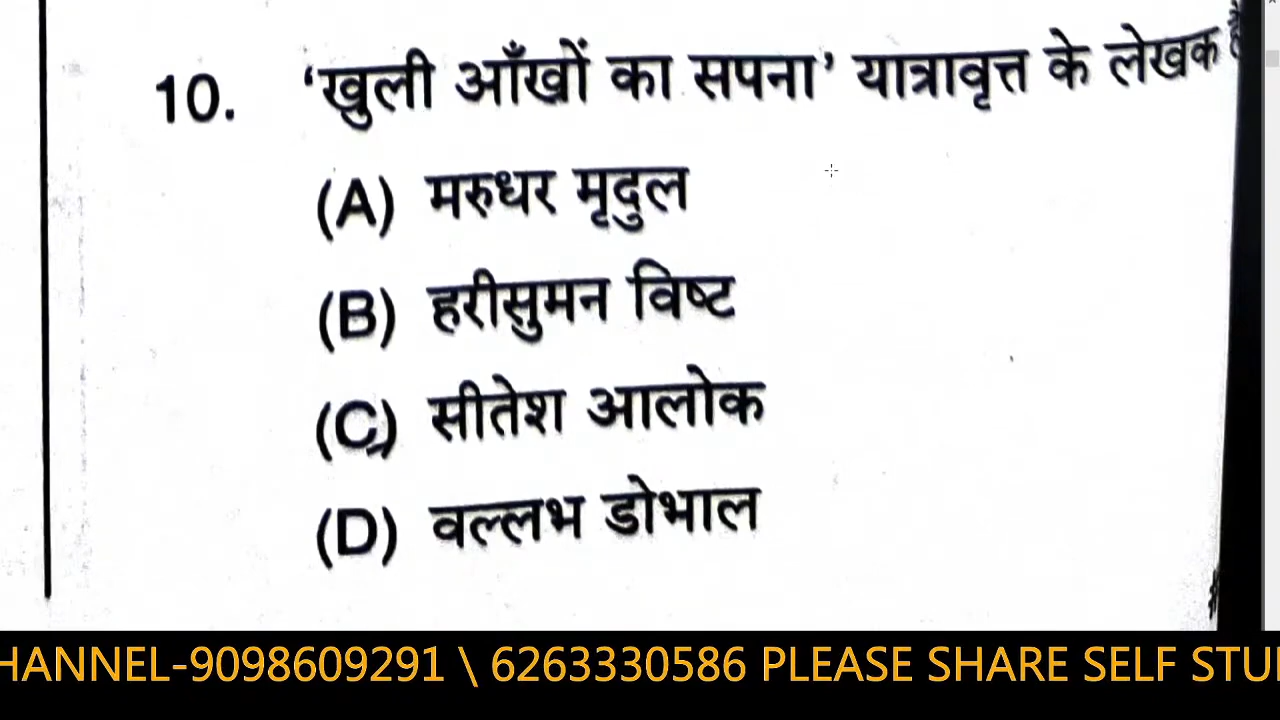 10. ‘खुली आँखों का सपना’ यात्रावृत्त के लेखक है
(A) मरुधर मृदुल
(B) हरीसुमन विष्ट
(C) सीतेश आलोक
(D) वल्लभ डोभाल
HANNEL-9098609291 \ 6263330586 PLEASE SHARE SELF STU